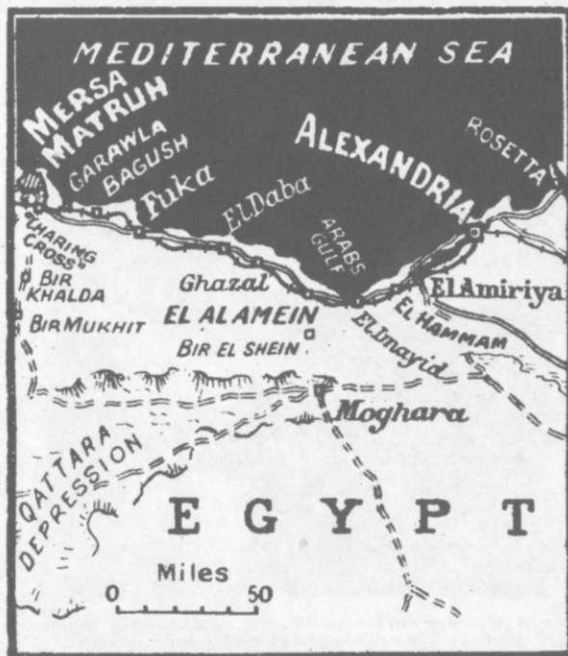 MEDITERRANEAN SEA
MERSA
MATRUH
GARAWLA
BAGUSH
Fuka
El Daba
ARABS
GULF
ALEXANDRIA
ROSETTA
CHARING
CROSS
BIR
KHALDA
BIR MUKHIT
Ghazal
EL ALAMEIN
BIR EL SHEIN
El Imayid
EL HAMMAM
El Amiriya
Moghara
QATTARA
DEPRESSION
EGYPT
Miles
0 50